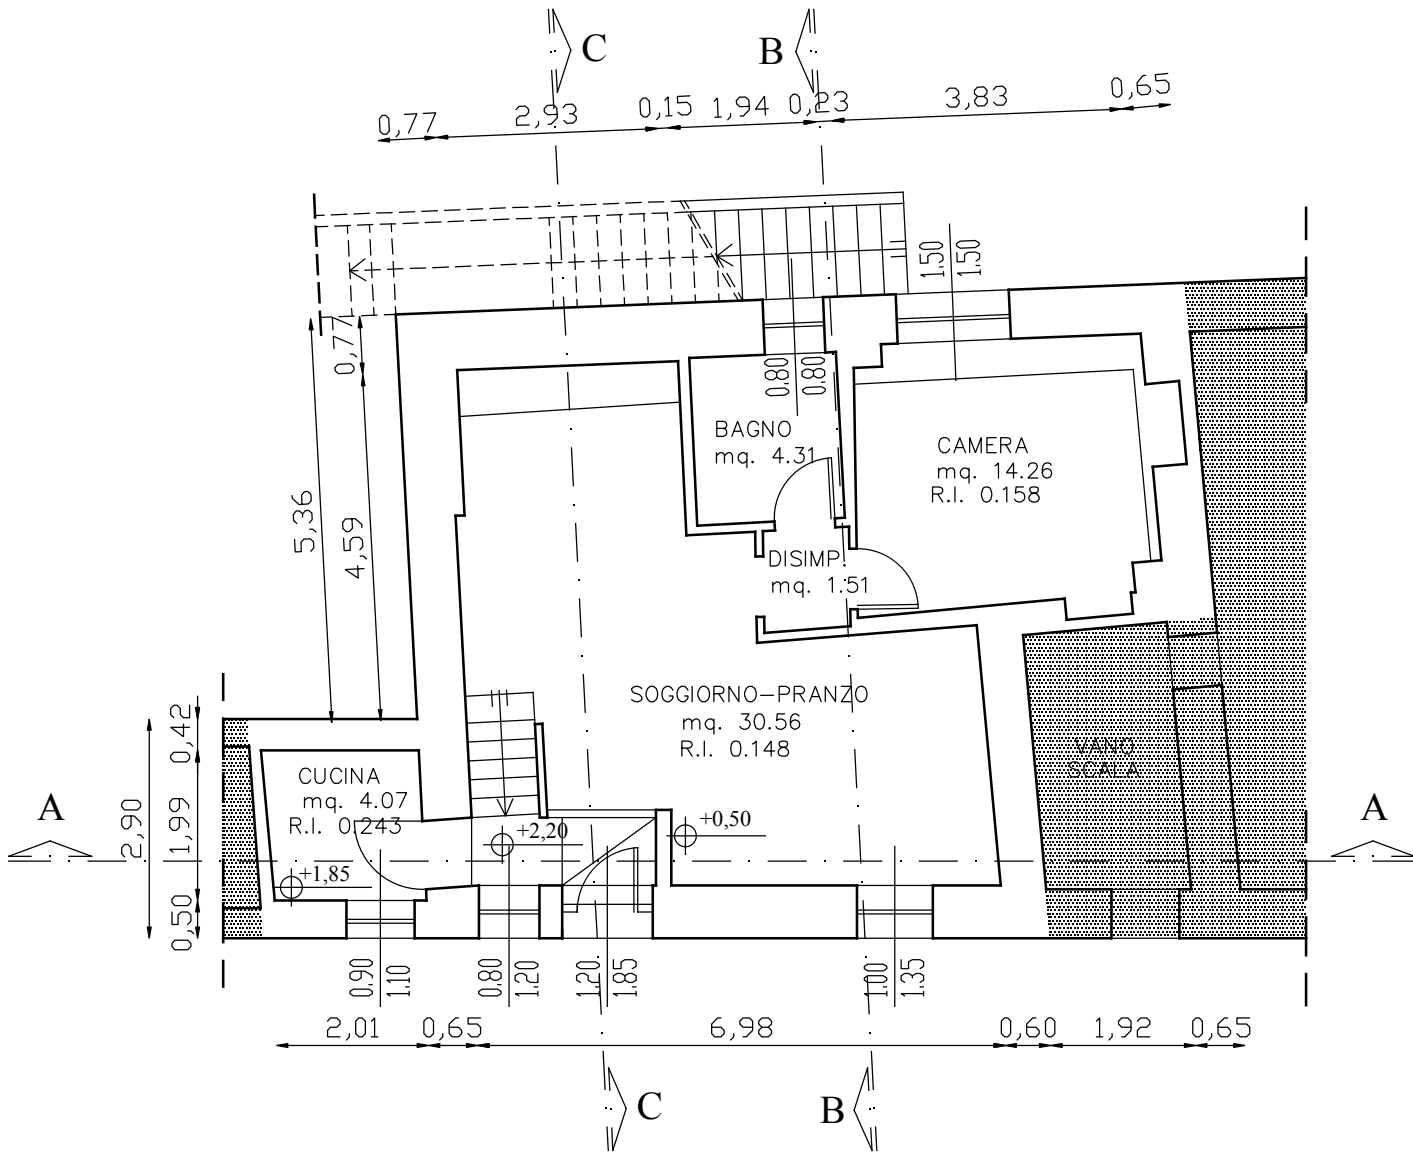 C
B
0,77
2,93
0,15
1,94
0,23
3,83
0,65
1.50
1.50
0,77
0.80
0.80
BAGNO
mq. 4.31
CAMERA
mq. 14.26
R.I. 0.158
5,36
4,59
DISIMP.
mq. 1.51
SOGGIORNO-PRANZO
mq. 30.56
R.I. 0.148
VANO
SCALA
0,42
CUCINA
mq. 4.07
R.I. 0.243
A
2,90
1,99
+2,20
+0,50
A
+1,85
0,50
0.90
1.10
0.80
1.20
1.20
1.85
1.00
1.35
2,01
0,65
6,98
0,60
1,92
0,65
C
B